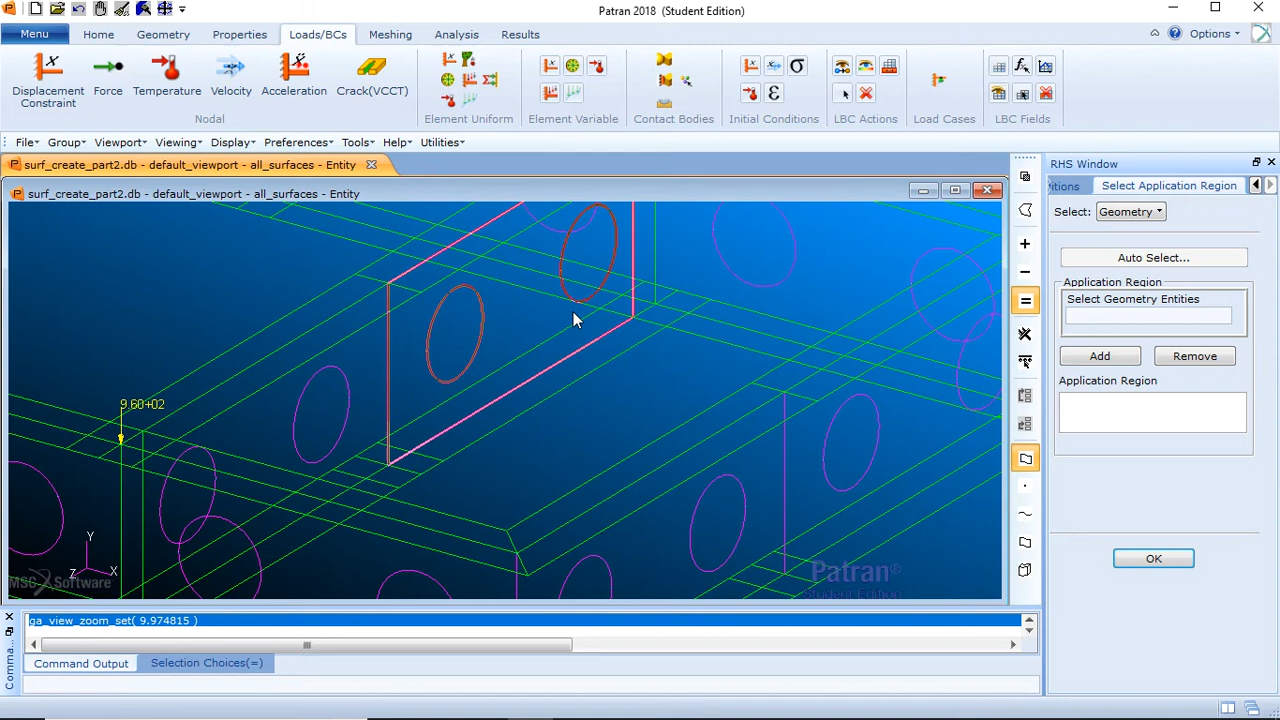 Patran 2018 (Student Edition)
Menu
Home
Geometry
Properties
Loads/BCs
Meshing
Analysis
Results
Options
Displacement
Constraint
Force
Temperature
Velocity
Acceleration
Crack(VCCT)
Nodal
Element Uniform
Element Variable
Contact Bodies
Initial Conditions
LBC Actions
Load Cases
LBC Fields
File
Group
Viewport
Viewing
Display
Preferences
Tools
Help
Utilities
surf_create_part2.db - default_viewport - all_surfaces - Entity
surf_create_part2.db - default_viewport - all_surfaces - Entity
9.60+02
Y
X
Z
MSC Software
Patran®
Student Edition
RHS Window
itions
Select Application Region
Select:
Geometry
Auto Select...
Application Region
Select Geometry Entities
Add
Remove
Application Region
OK
Comma...
ga_view_zoom_set( 9.974815 )
Command Output
Selection Choices(=)